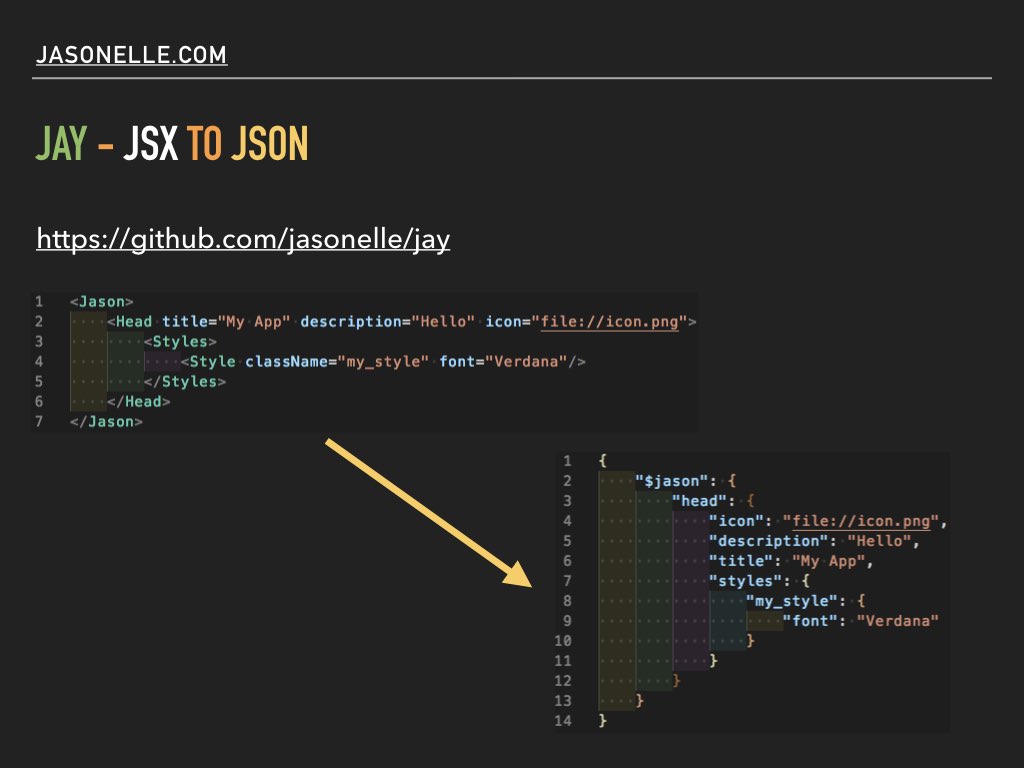 JASONELLE.COM
JAY - JSX TO JSON
https://github.com/jasonelle/jay
1 <Jason>
2     <Head title="My App" description="Hello" icon="file://icon.png">
3         <Styles>
4             <Style className="my_style" font="Verdana"/>
5         </Styles>
6     </Head>
7 </Jason>
1 {
2     "$jason": {
3         "head": {
4             "icon": "file://icon.png",
5             "description": "Hello",
6             "title": "My App",
7             "styles": {
8                 "my_style": {
9                     "font": "Verdana"
10                 }
11             }
12         }
13     }
14 }